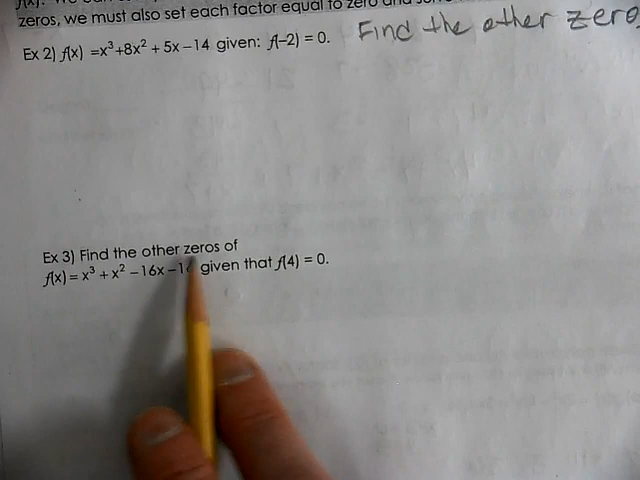 zeros, we must also set each factor equal to zero and
Ex 2) f(x) =x³+8x² + 5x – 14 given: f(–2) = 0. Find the other zero
Ex 3) Find the other zeros of
f(x) = x³ + x² – 16x – given that f(4) = 0.